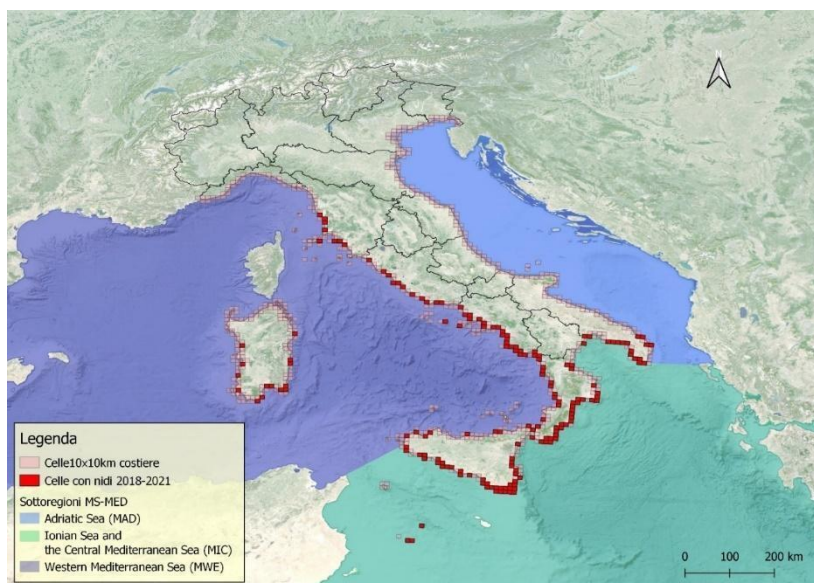 N
Legenda
Celle10x10km costiere
Celle con nidi 2018-2021
Sottoregioni MS-MED
Adriatic Sea (MAD)
Ionian Sea and
the Central Mediterranean Sea (MIC)
Western Mediterranean Sea (MWE)
0 100 200 km